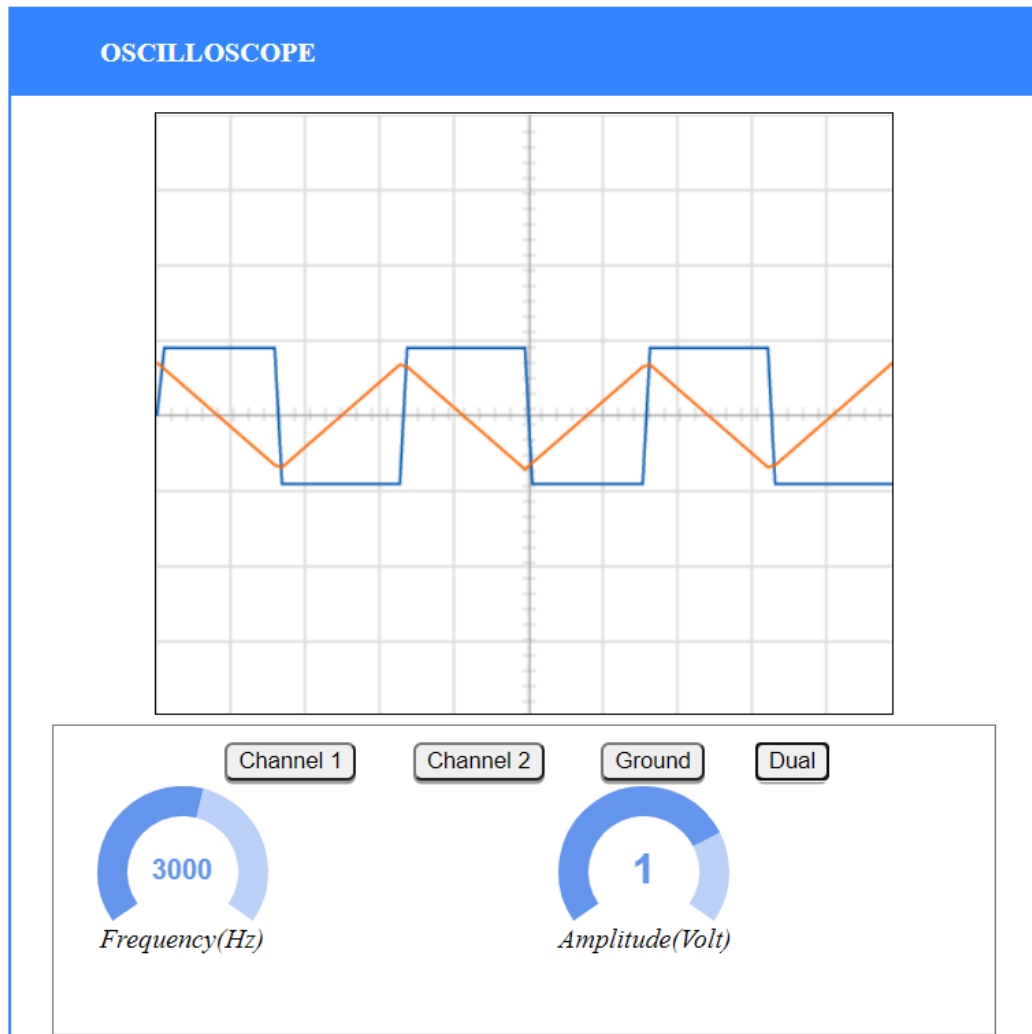 OSCILLOSCOPE
Channel 1 Channel 2 Ground Dual
3000 1
Frequency(Hz) Amplitude(Volt)